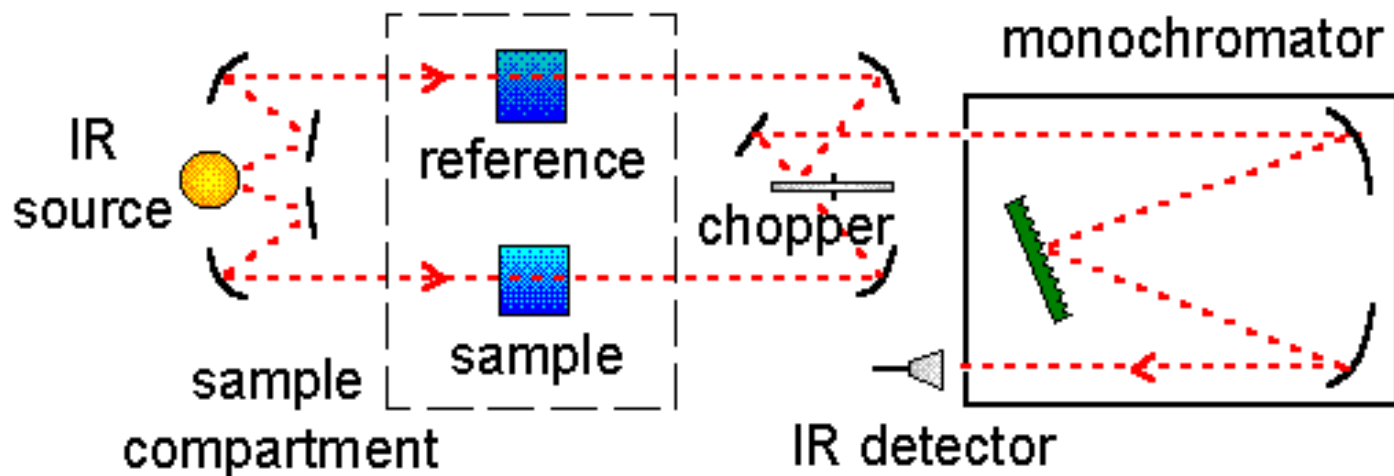 monochromator
IR
source
reference
chopper
sample
sample
compartment
IR detector